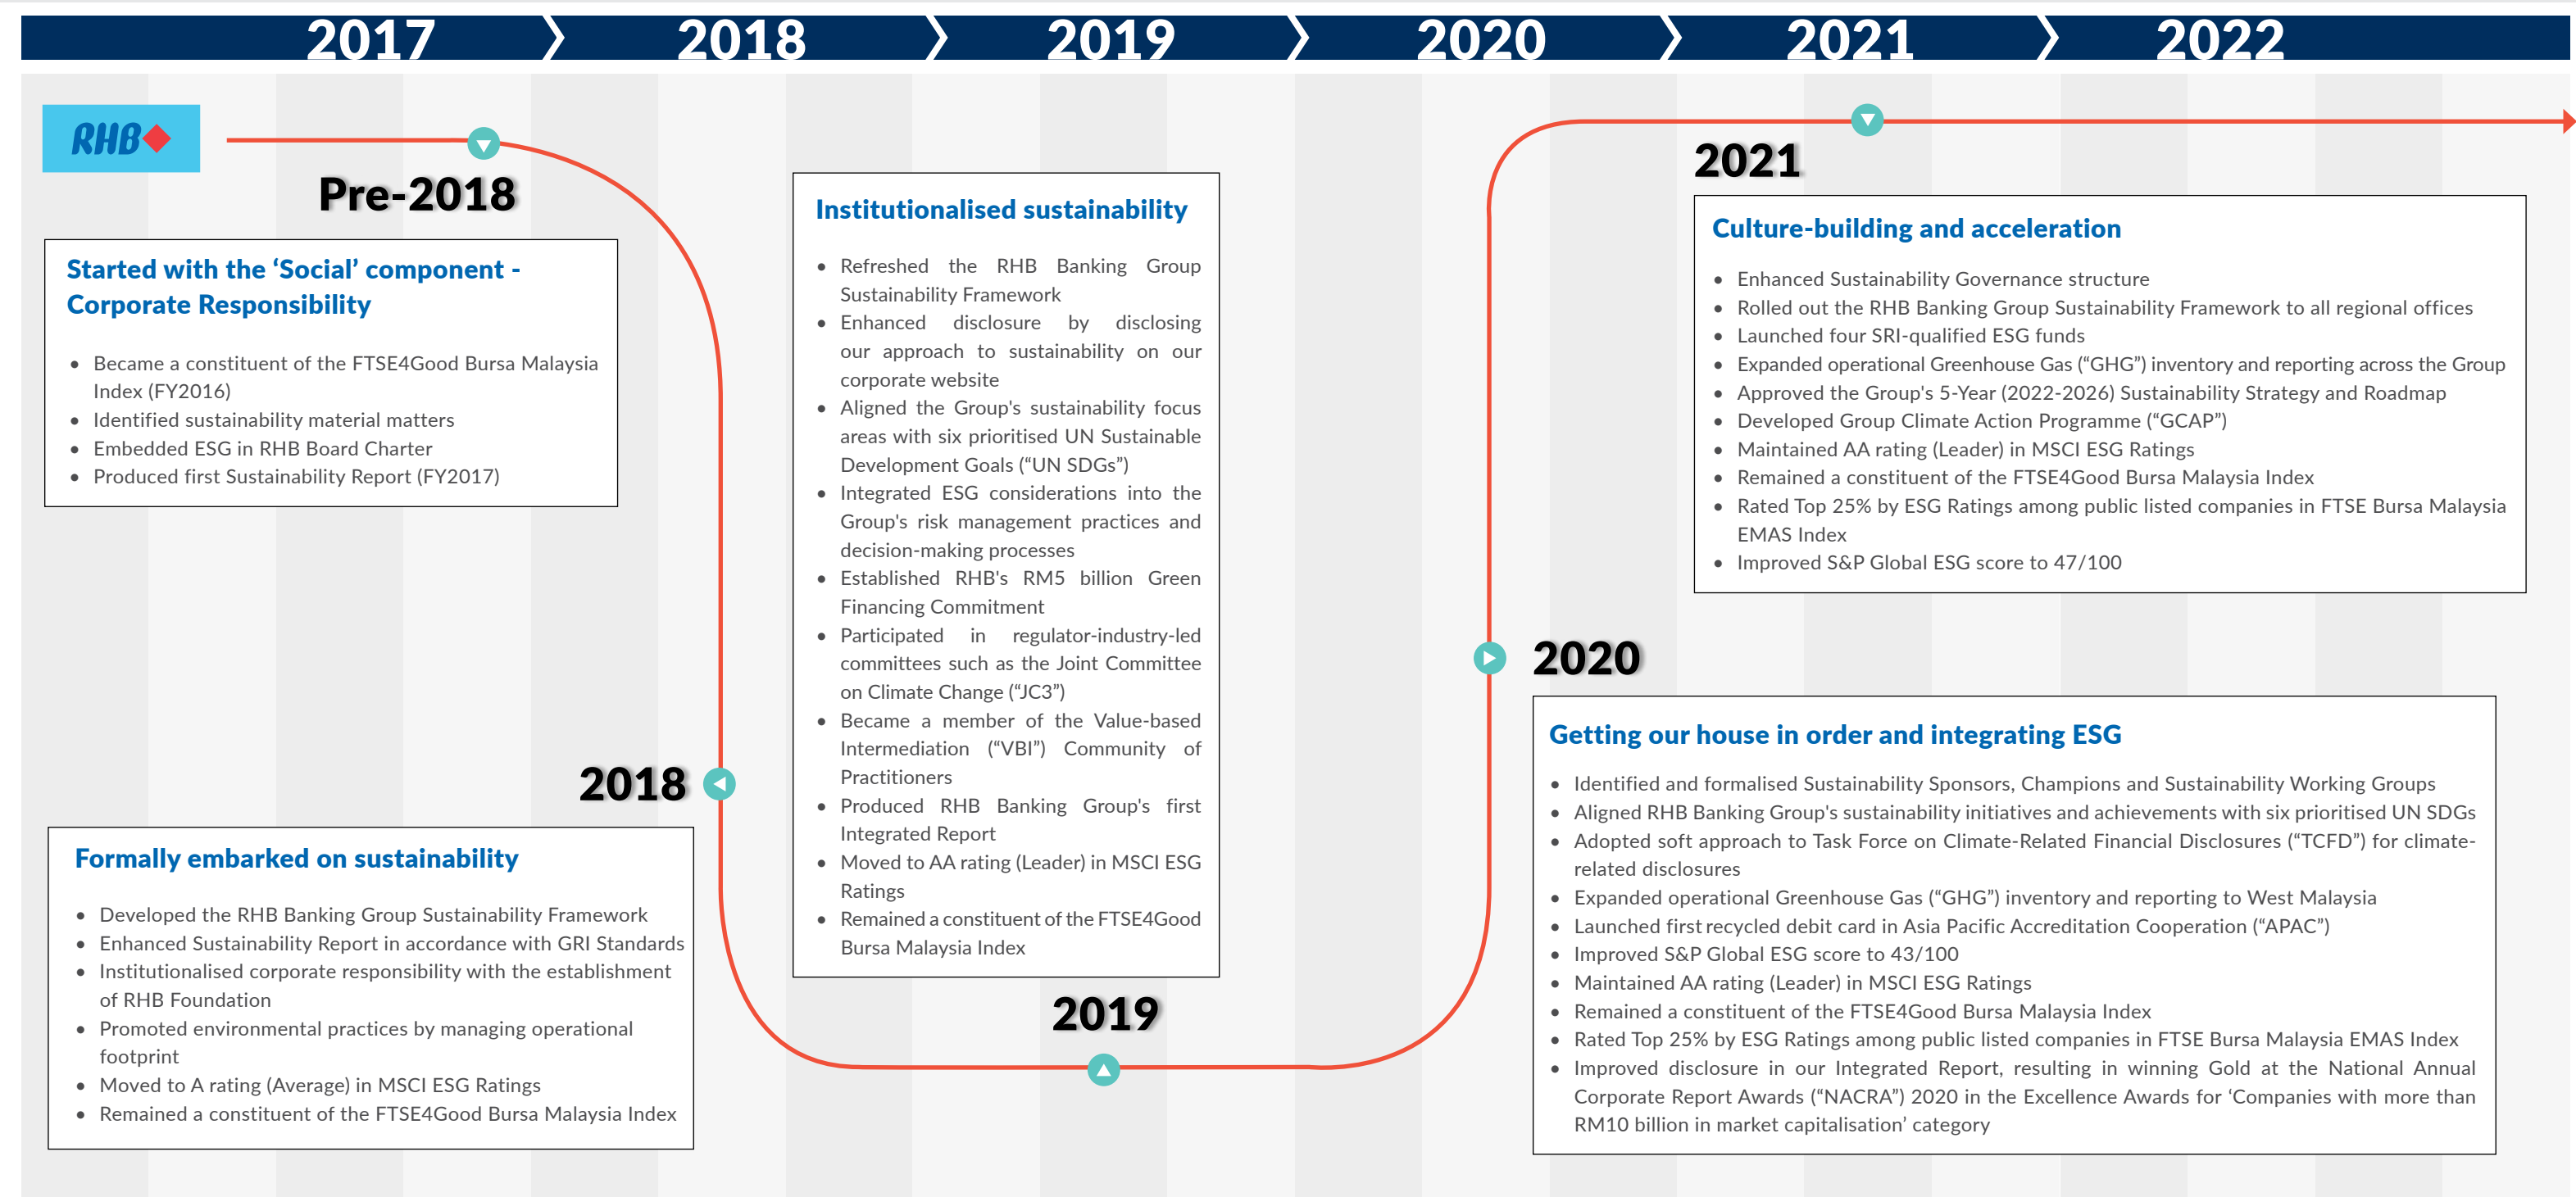 2017
2018
2019
2020
2021
2022
RHB
Pre-2018
Started with the ‘Social’ component -
Corporate Responsibility
• Became a constituent of the FTSE4Good Bursa Malaysia
Index (FY2016)
• Identified sustainability material matters
• Embedded ESG in RHB Board Charter
• Produced first Sustainability Report (FY2017)
2018
Formally embarked on sustainability
• Developed the RHB Banking Group Sustainability Framework
• Enhanced Sustainability Report in accordance with GRI Standards
• Institutionalised corporate responsibility with the establishment
of RHB Foundation
• Promoted environmental practices by managing operational
footprint
• Moved to A rating (Average) in MSCI ESG Ratings
• Remained a constituent of the FTSE4Good Bursa Malaysia Index
Institutionalised sustainability
• Refreshed the RHB Banking Group
Sustainability Framework
• Enhanced disclosure by disclosing
our approach to sustainability on our
corporate website
• Aligned the Group's sustainability focus
areas with six prioritised UN Sustainable
Development Goals (“UN SDGs”)
• Integrated ESG considerations into the
Group's risk management practices and
decision-making processes
• Established RHB's RM5 billion Green
Financing Commitment
• Participated in regulator-industry-led
committees such as the Joint Committee
on Climate Change (“JC3”)
• Became a member of the Value-based
Intermediation (“VBI”) Community of
Practitioners
• Produced RHB Banking Group's first
Integrated Report
• Moved to AA rating (Leader) in MSCI ESG
Ratings
• Remained a constituent of the FTSE4Good
Bursa Malaysia Index
2019
2020
Getting our house in order and integrating ESG
• Identified and formalised Sustainability Sponsors, Champions and Sustainability Working Groups
• Aligned RHB Banking Group's sustainability initiatives and achievements with six prioritised UN SDGs
• Adopted soft approach to Task Force on Climate-Related Financial Disclosures (“TCFD”) for climate-
related disclosures
• Expanded operational Greenhouse Gas (“GHG”) inventory and reporting to West Malaysia
• Launched first recycled debit card in Asia Pacific Accreditation Cooperation (“APAC”)
• Improved S&P Global ESG score to 43/100
• Maintained AA rating (Leader) in MSCI ESG Ratings
• Remained a constituent of the FTSE4Good Bursa Malaysia Index
• Rated Top 25% by ESG Ratings among public listed companies in FTSE Bursa Malaysia EMAS Index
• Improved disclosure in our Integrated Report, resulting in winning Gold at the National Annual
Corporate Report Awards (“NACRA”) 2020 in the Excellence Awards for ‘Companies with more than
RM10 billion in market capitalisation’ category
2021
Culture-building and acceleration
• Enhanced Sustainability Governance structure
• Rolled out the RHB Banking Group Sustainability Framework to all regional offices
• Launched four SRI-qualified ESG funds
• Expanded operational Greenhouse Gas (“GHG”) inventory and reporting across the Group
• Approved the Group's 5-Year (2022-2026) Sustainability Strategy and Roadmap
• Developed Group Climate Action Programme (“GCAP”)
• Maintained AA rating (Leader) in MSCI ESG Ratings
• Remained a constituent of the FTSE4Good Bursa Malaysia Index
• Rated Top 25% by ESG Ratings among public listed companies in FTSE Bursa Malaysia
EMAS Index
• Improved S&P Global ESG score to 47/100